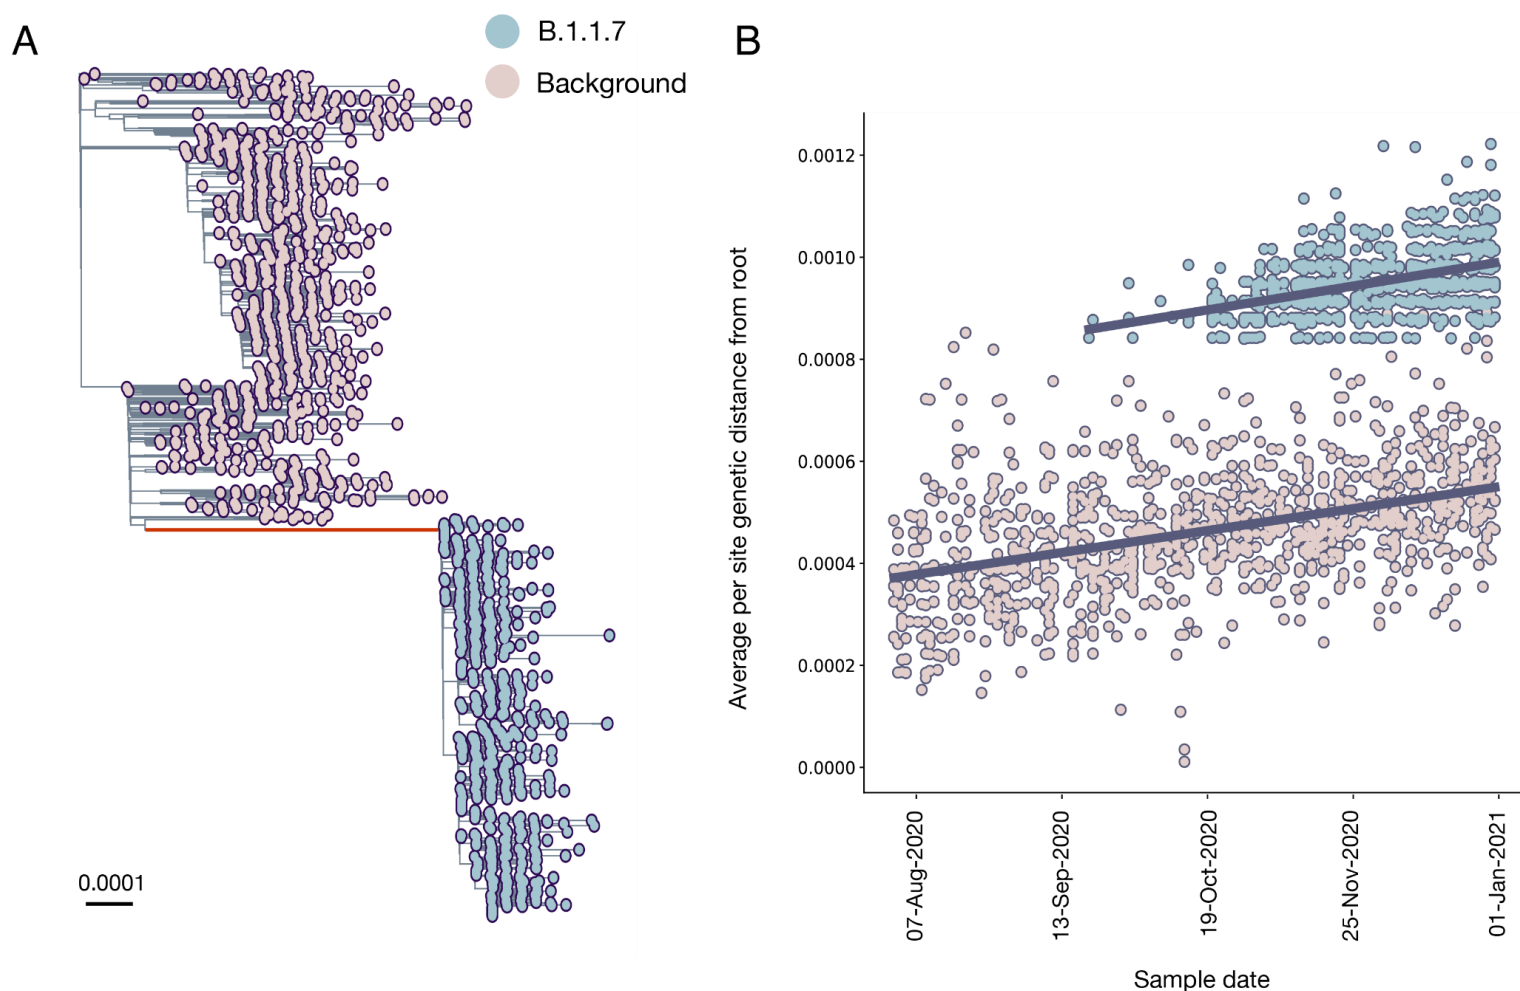 A
B.1.1.7
Background
0.0001
B
Average per site genetic distance from root
0.0012
0.0010
0.0008
0.0006
0.0004
0.0002
0.0000
07-Aug-2020
13-Sep-2020
19-Oct-2020
25-Nov-2020
01-Jan-2021
Sample date